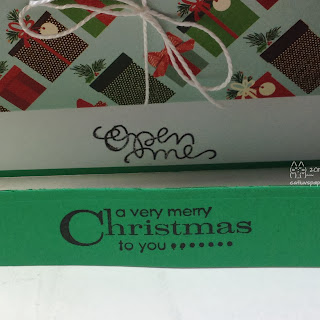 Open
me
a very merry
Christmas
to you.......